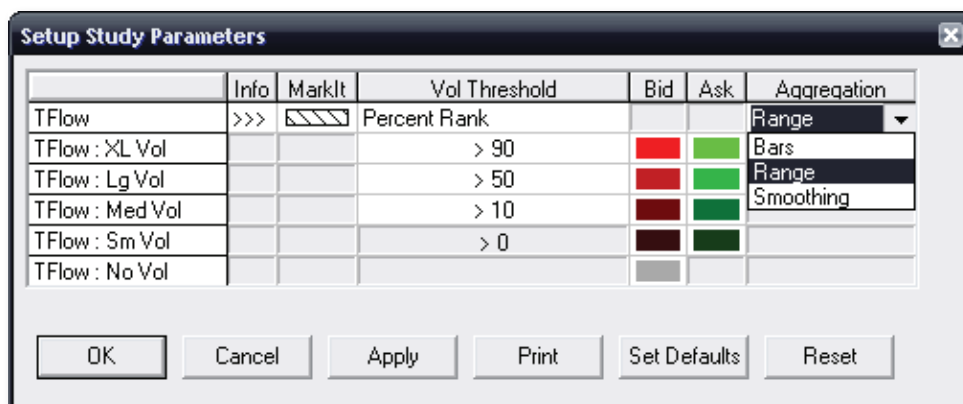 Setup Study Parameters
Info MarkIt Vol Threshold Bid Ask Aggregation
TFlow >>> Percent Rank Range
TFlow : XL Vol > 90 Bars
TFlow : Lg Vol > 50 Range
TFlow : Med Vol > 10 Smoothing
TFlow : Sm Vol > 0
TFlow : No Vol
OK Cancel Apply Print Set Defaults Reset